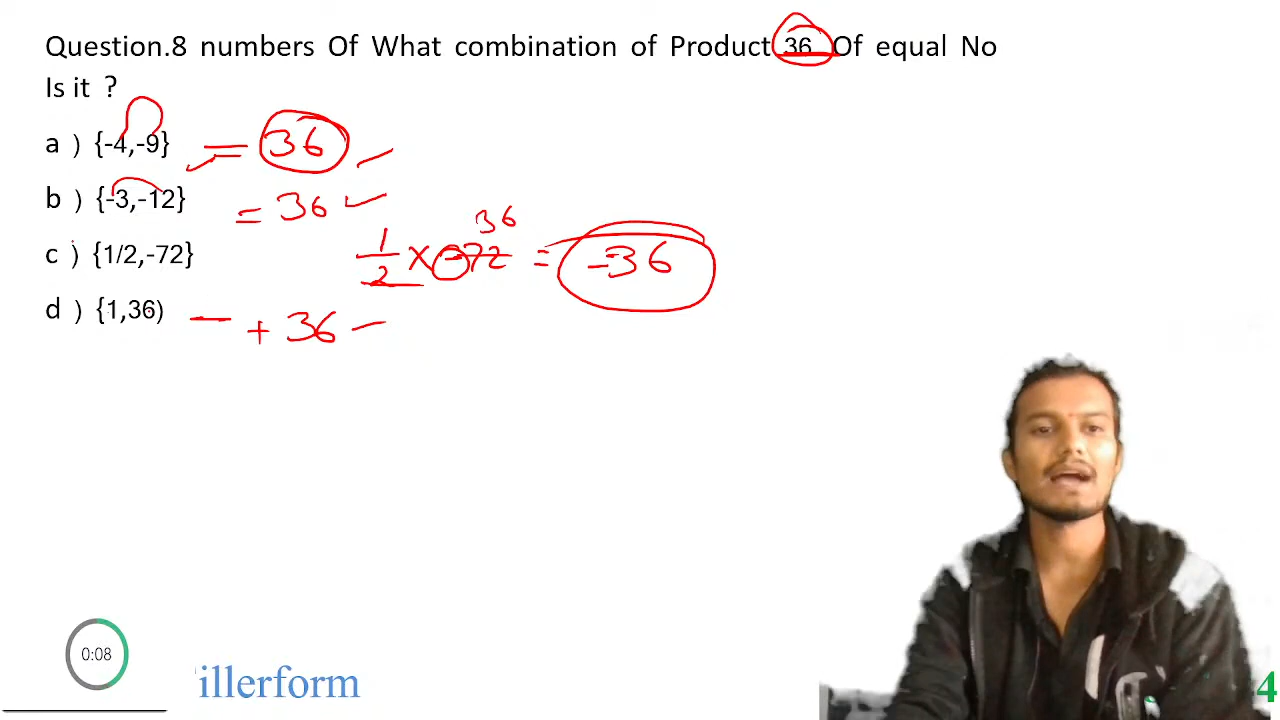 Question.8 numbers Of What combination of Product 36 Of equal No
Is it ?
a ) {-4,-9} = 36
b ) {-3,-12} = 36
c ) {1/2,-72} 1/2 × -72 36 = -36
d ) {1,36) + 36
0:08
illerform
4